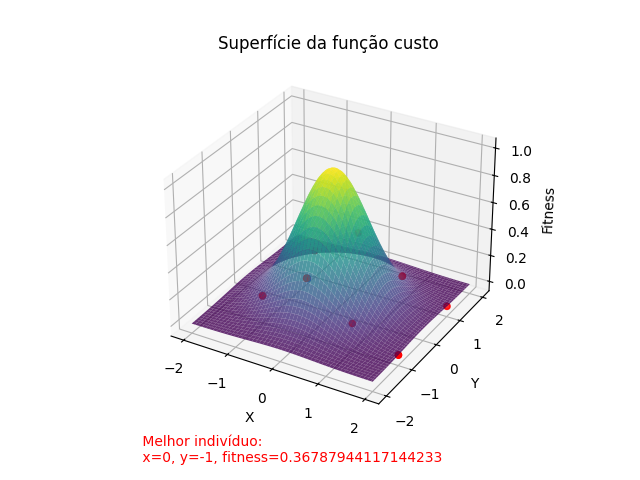 Superfície da função custo
1.0
0.8
0.6
0.4
0.2
0.0
Fitness
−2
−1
0
1
2
X
−2
−1
0
1
2
Y
Melhor indivíduo:
x=0, y=-1, fitness=0.36787944117144233